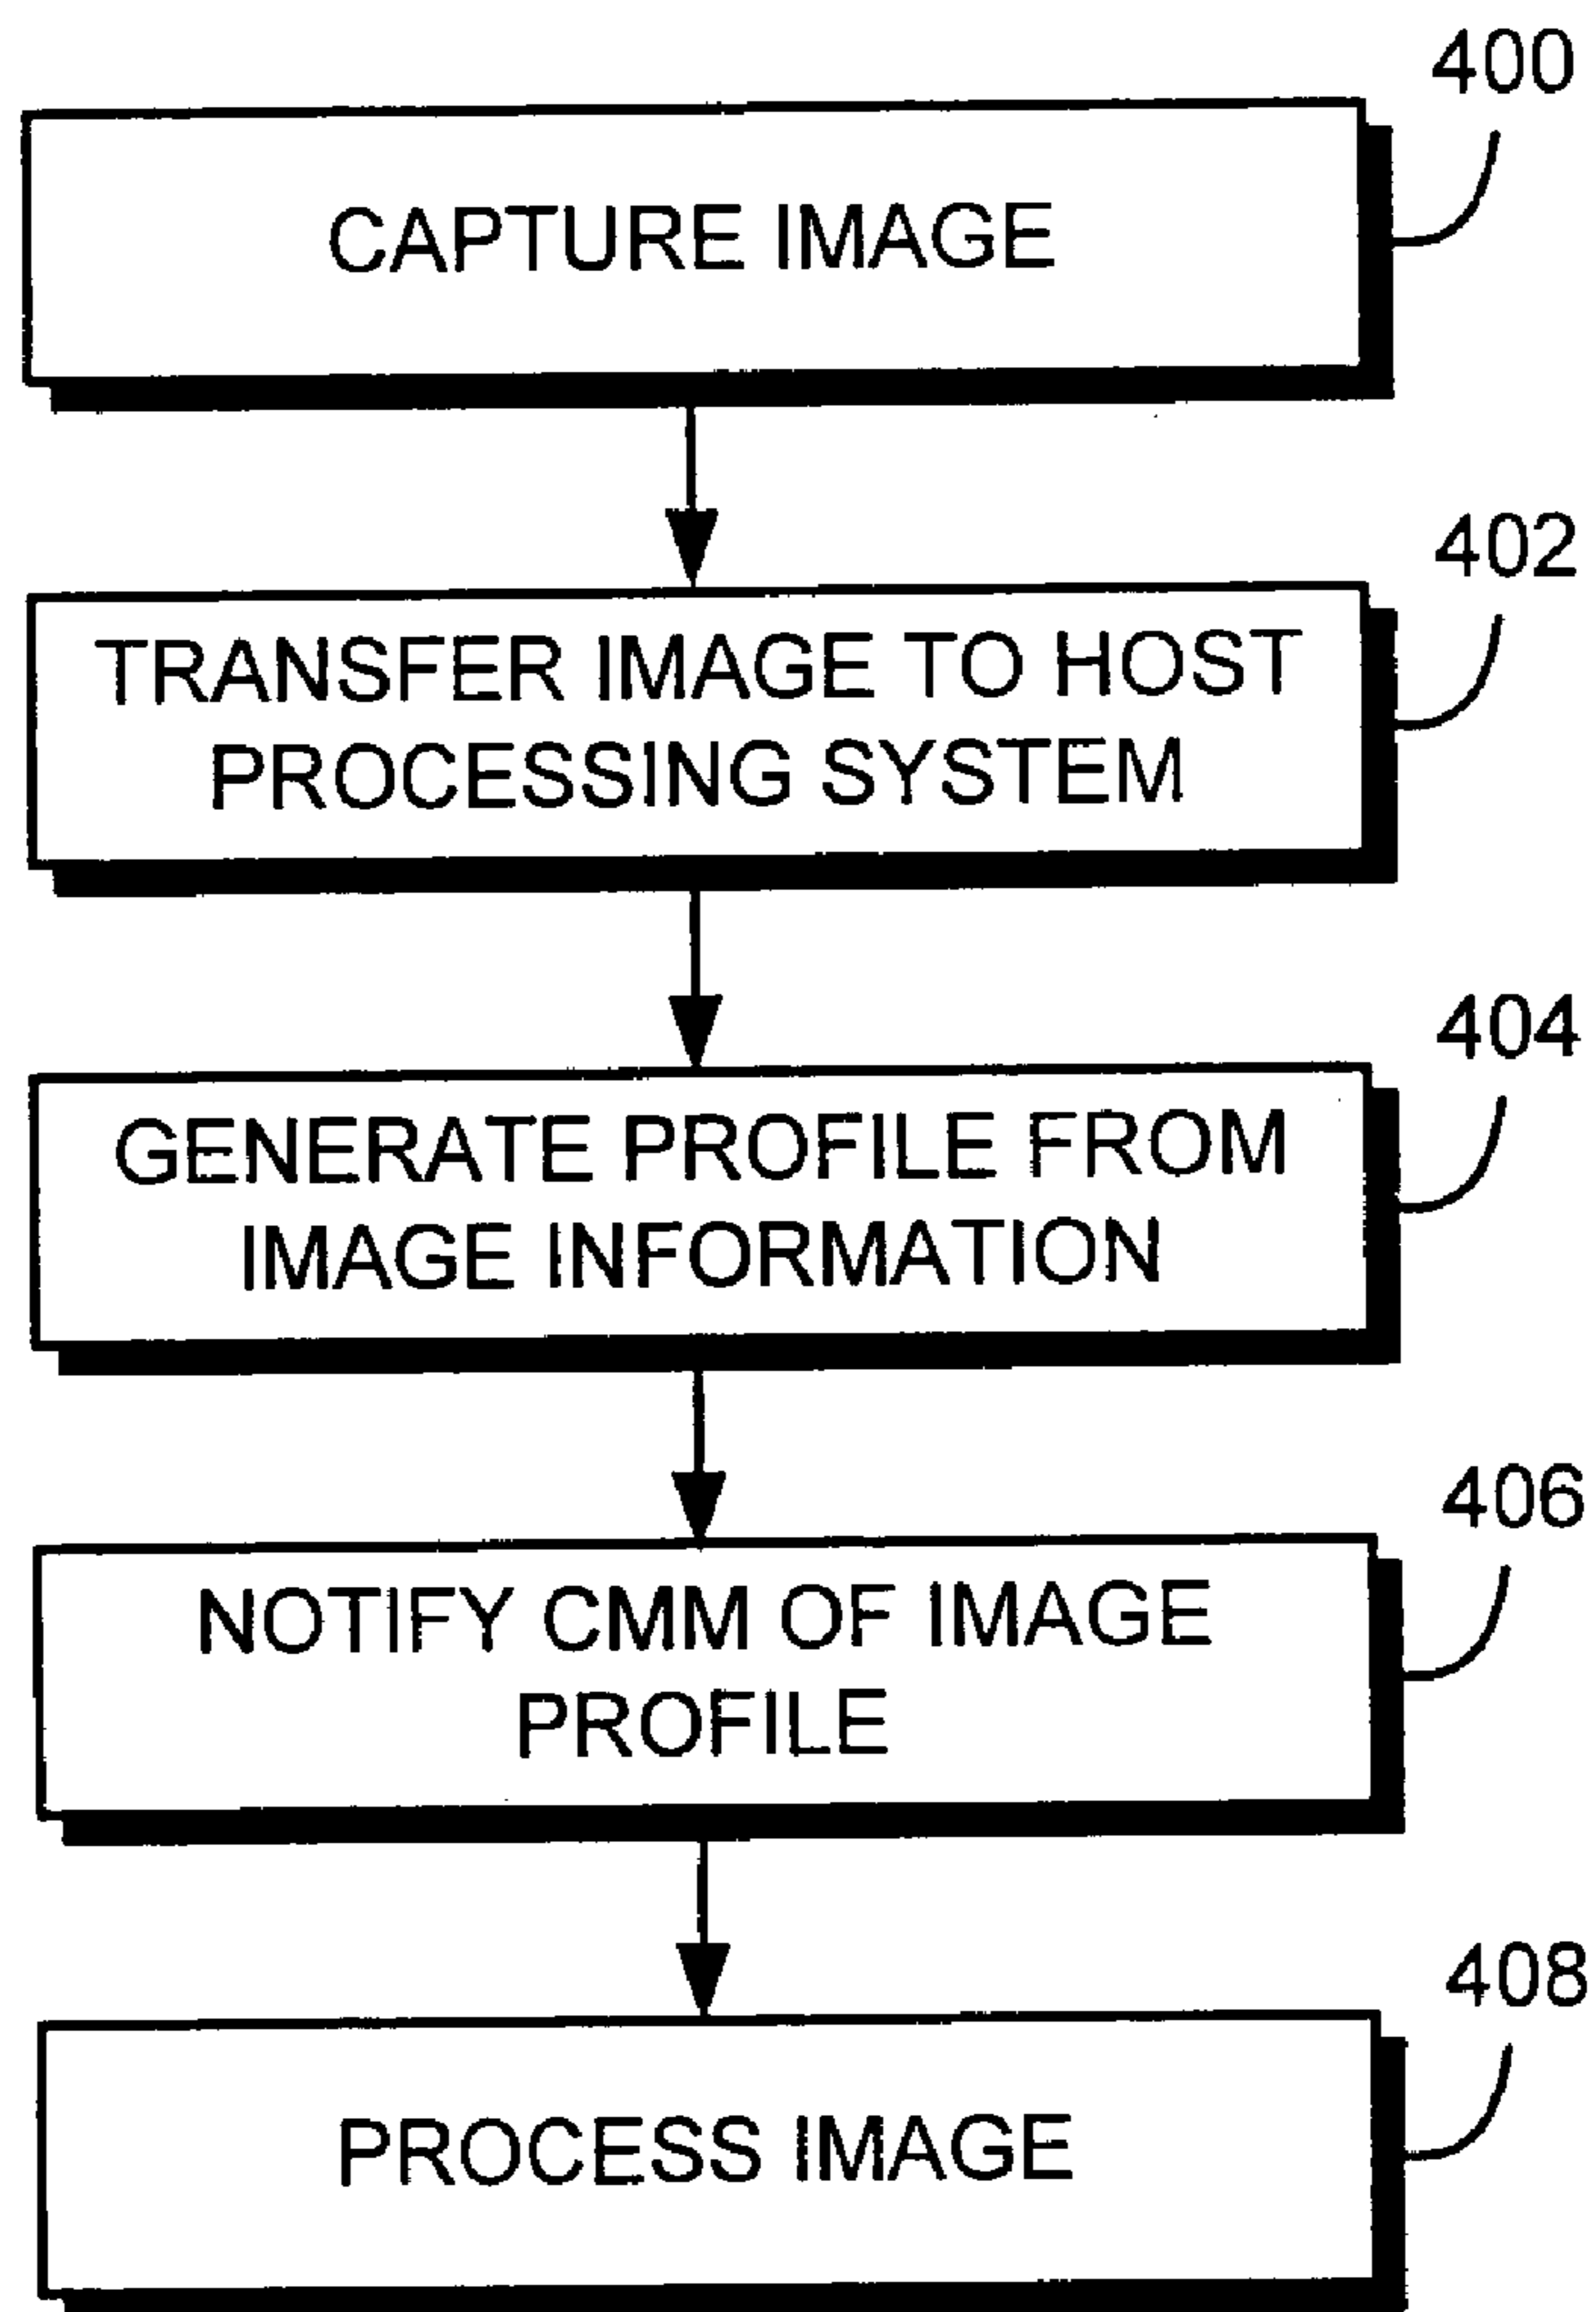 400
CAPTURE IMAGE
402
TRANSFER IMAGE TO HOST
PROCESSING SYSTEM
404
GENERATE PROFILE FROM
IMAGE INFORMATION
406
NOTIFY CMM OF IMAGE
PROFILE
408
PROCESS IMAGE